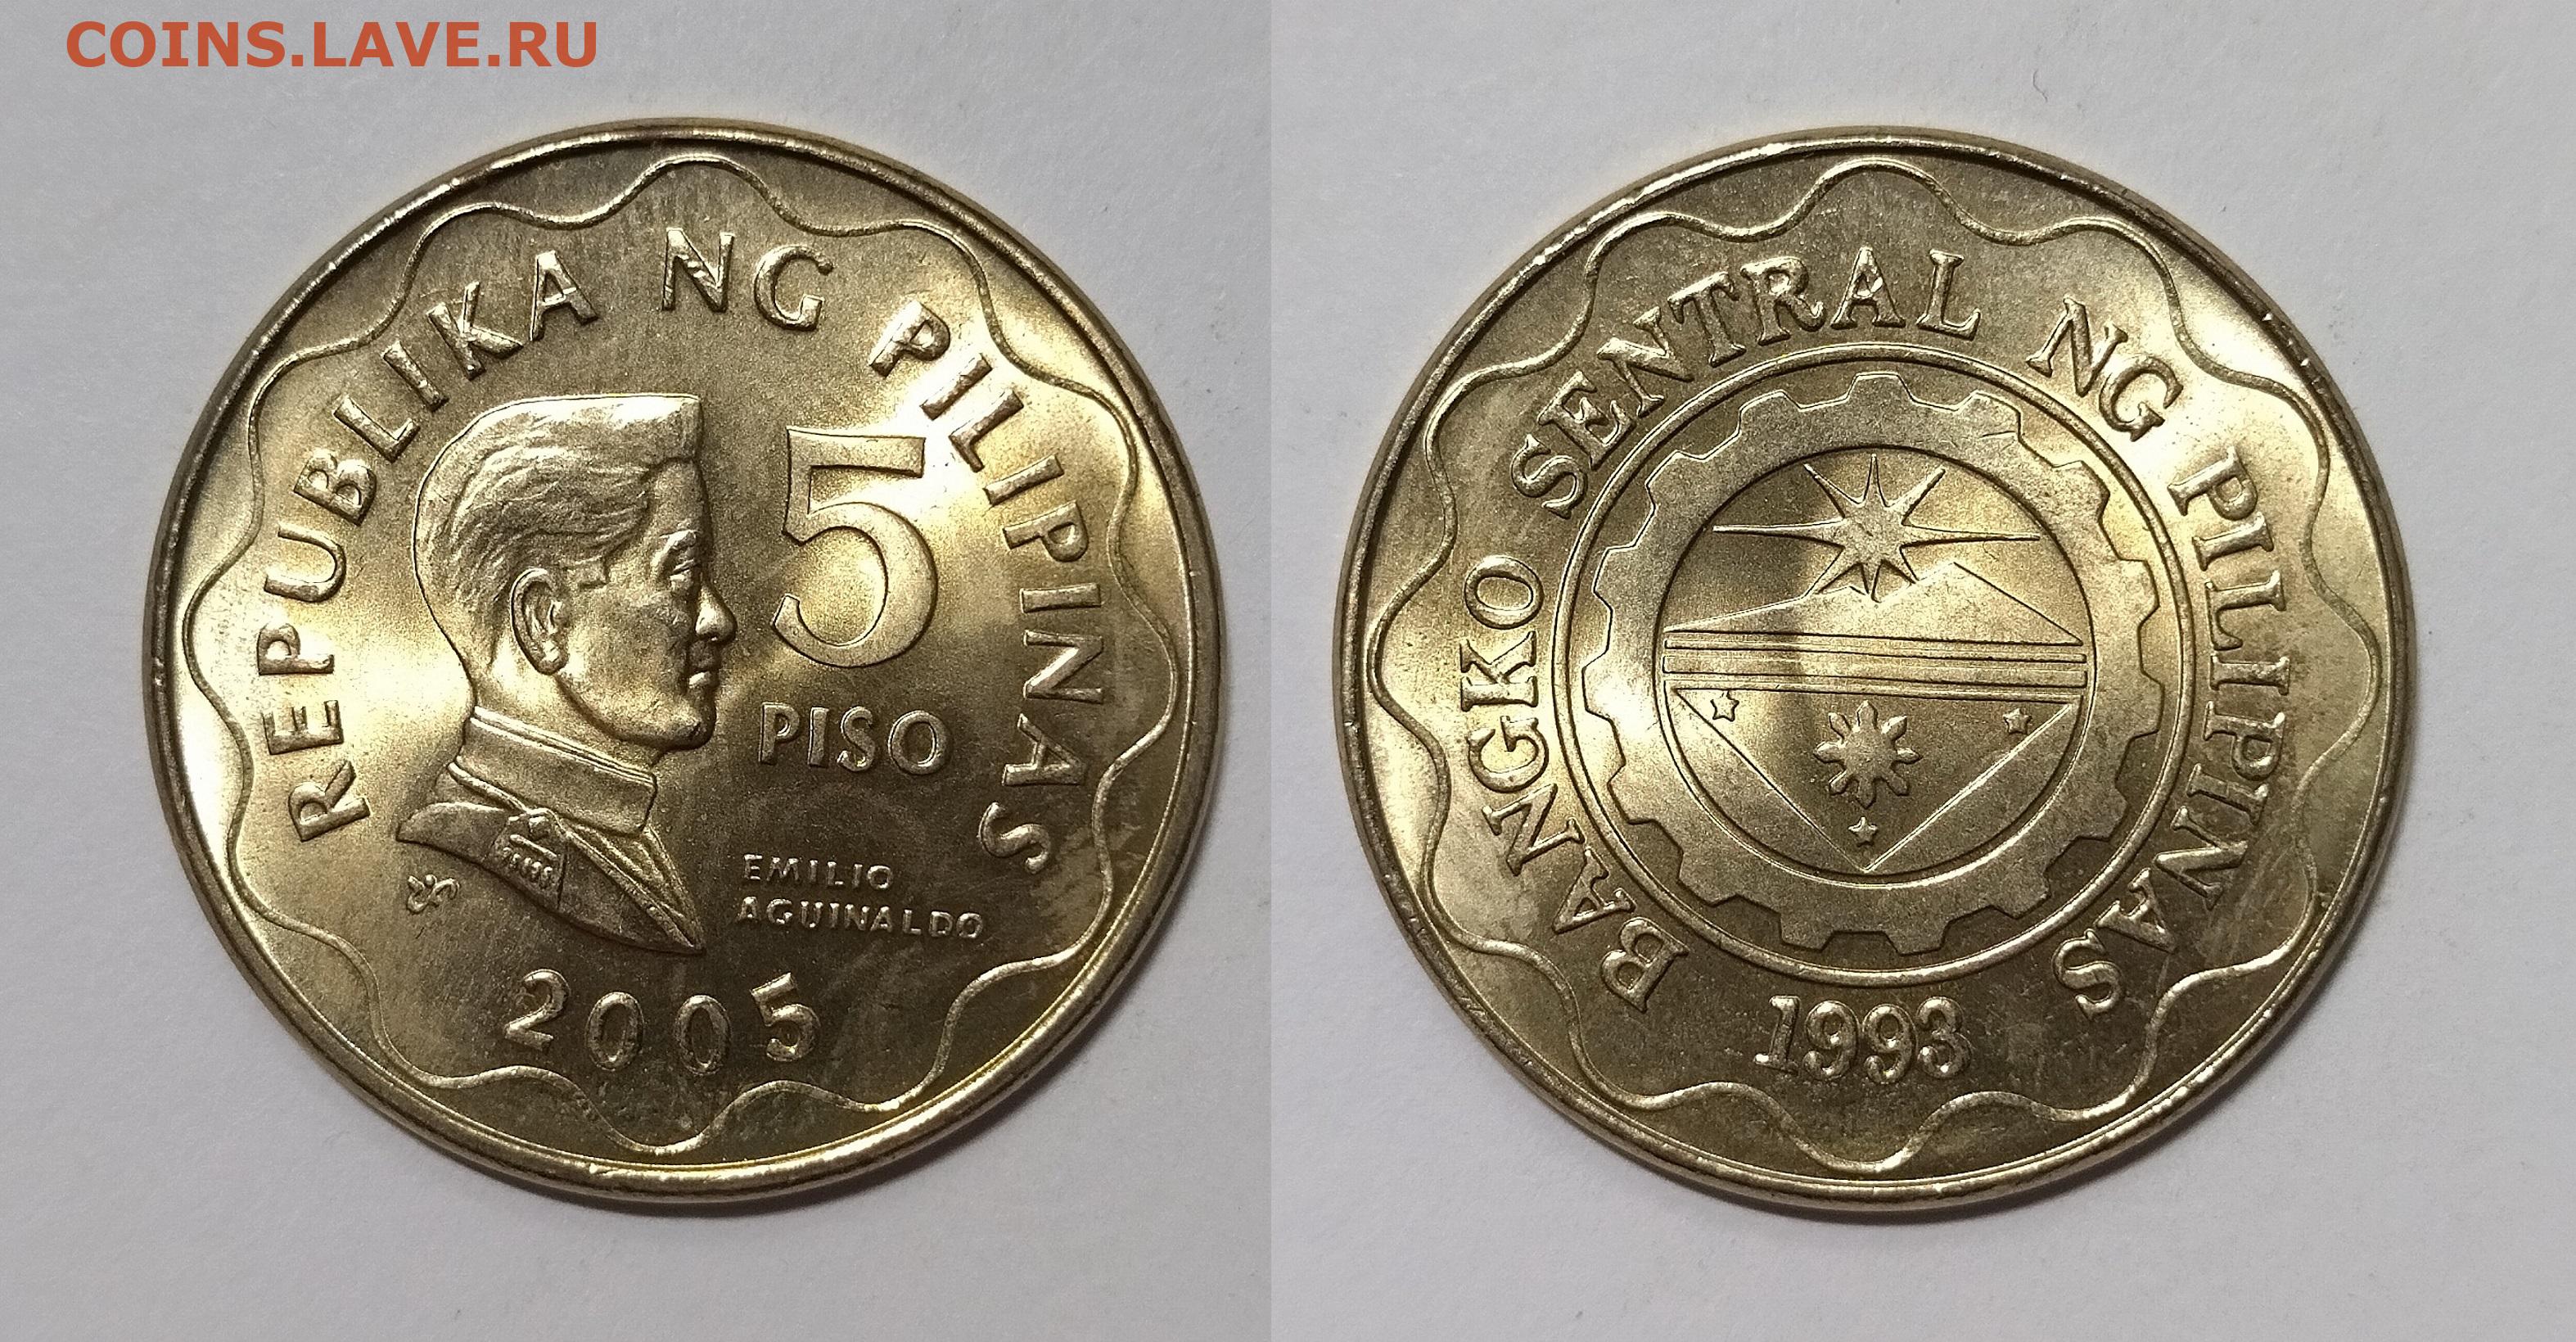 COINS.LAVE.RU
REPUBLIKA NG PILIPINAS
5
PISO
EMILIO
AGUINALDO
2005
BANGKO SENTRAL NG PILIPINAS
1993